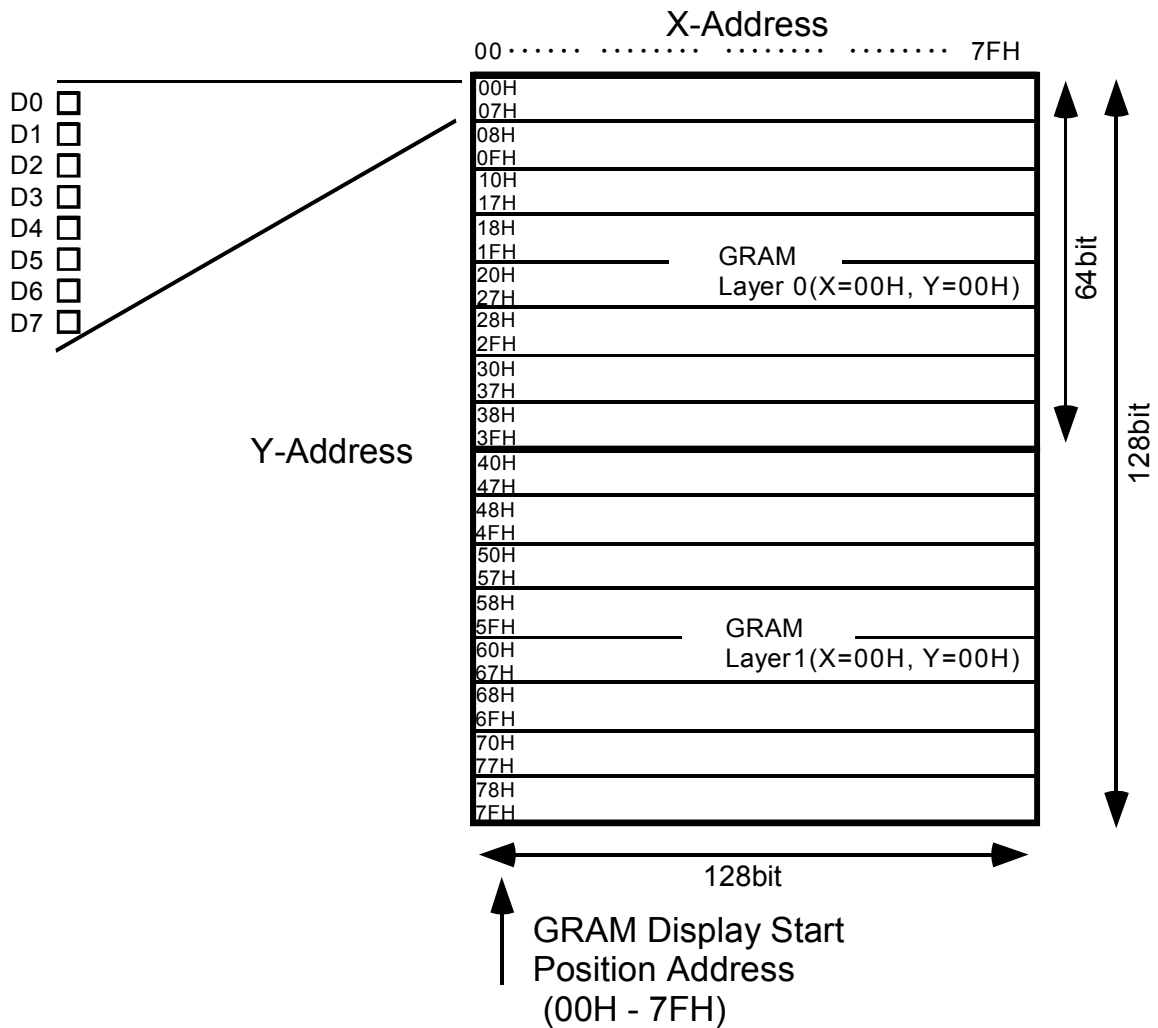 X-Address
00 ······ ········ ········ ········ 7FH
D0
D1
D2
D3
D4
D5
D6
D7
Y-Address
00H
07H
08H
0FH
10H
17H
18H
1FH
20H
27H
28H
2FH
30H
37H
38H
3FH
GRAM
Layer 0(X=00H, Y=00H)
40H
47H
48H
4FH
50H
57H
58H
5FH
60H
67H
68H
6FH
70H
77H
78H
7FH
GRAM
Layer1(X=00H, Y=00H)
64bit
128bit
128bit
GRAM Display Start
Position Address
(00H - 7FH)